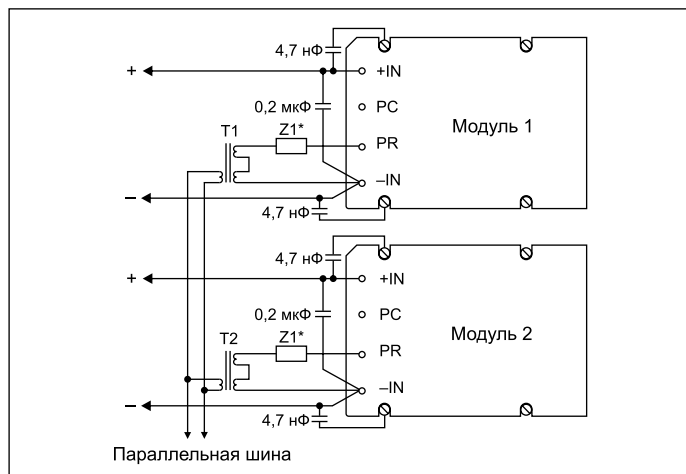 4,7 нФ
+
+IN
0,2 мкФ
PC
Модуль 1
T1
Z1*
PR
–IN
–
4,7 нФ
4,7 нФ
+
+IN
0,2 мкФ
PC
Модуль 2
T2
Z1*
PR
–IN
–
4,7 нФ
Параллельная шина